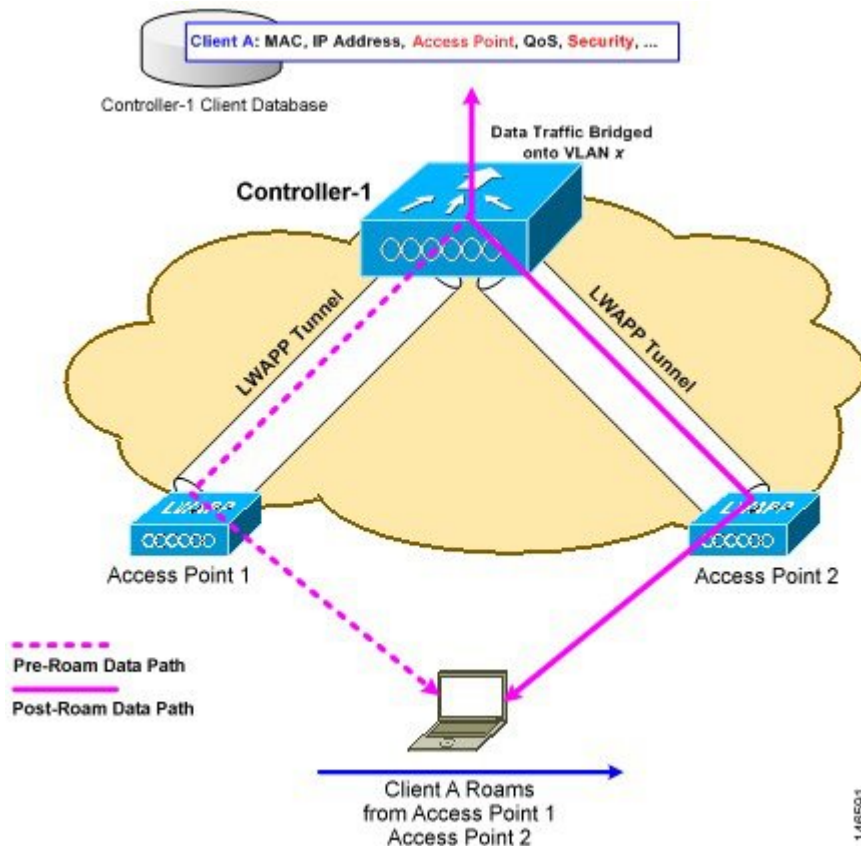 Client A: MAC, IP Address, Access Point, QoS, Security, ...
Controller-1 Client Database
Data Traffic Bridged
onto VLAN x
Controller-1
LWAPP Tunnel
LWAPP Tunnel
LWAPP
LWAPP
Access Point 1
Access Point 2
Pre-Roam Data Path
Post-Roam Data Path
Client A Roams
from Access Point 1
Access Point 2
146591